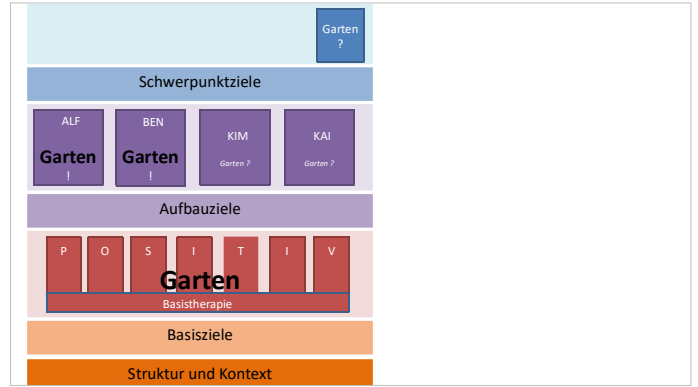 Garten
?
Schwerpunktziele
ALF
Garten
!
BEN
Garten
!
KIM
Garten ?
KAI
Garten ?
Aufbauziele
P O S I T I V
Garten
Basistherapie
Basisziele
Struktur und Kontext